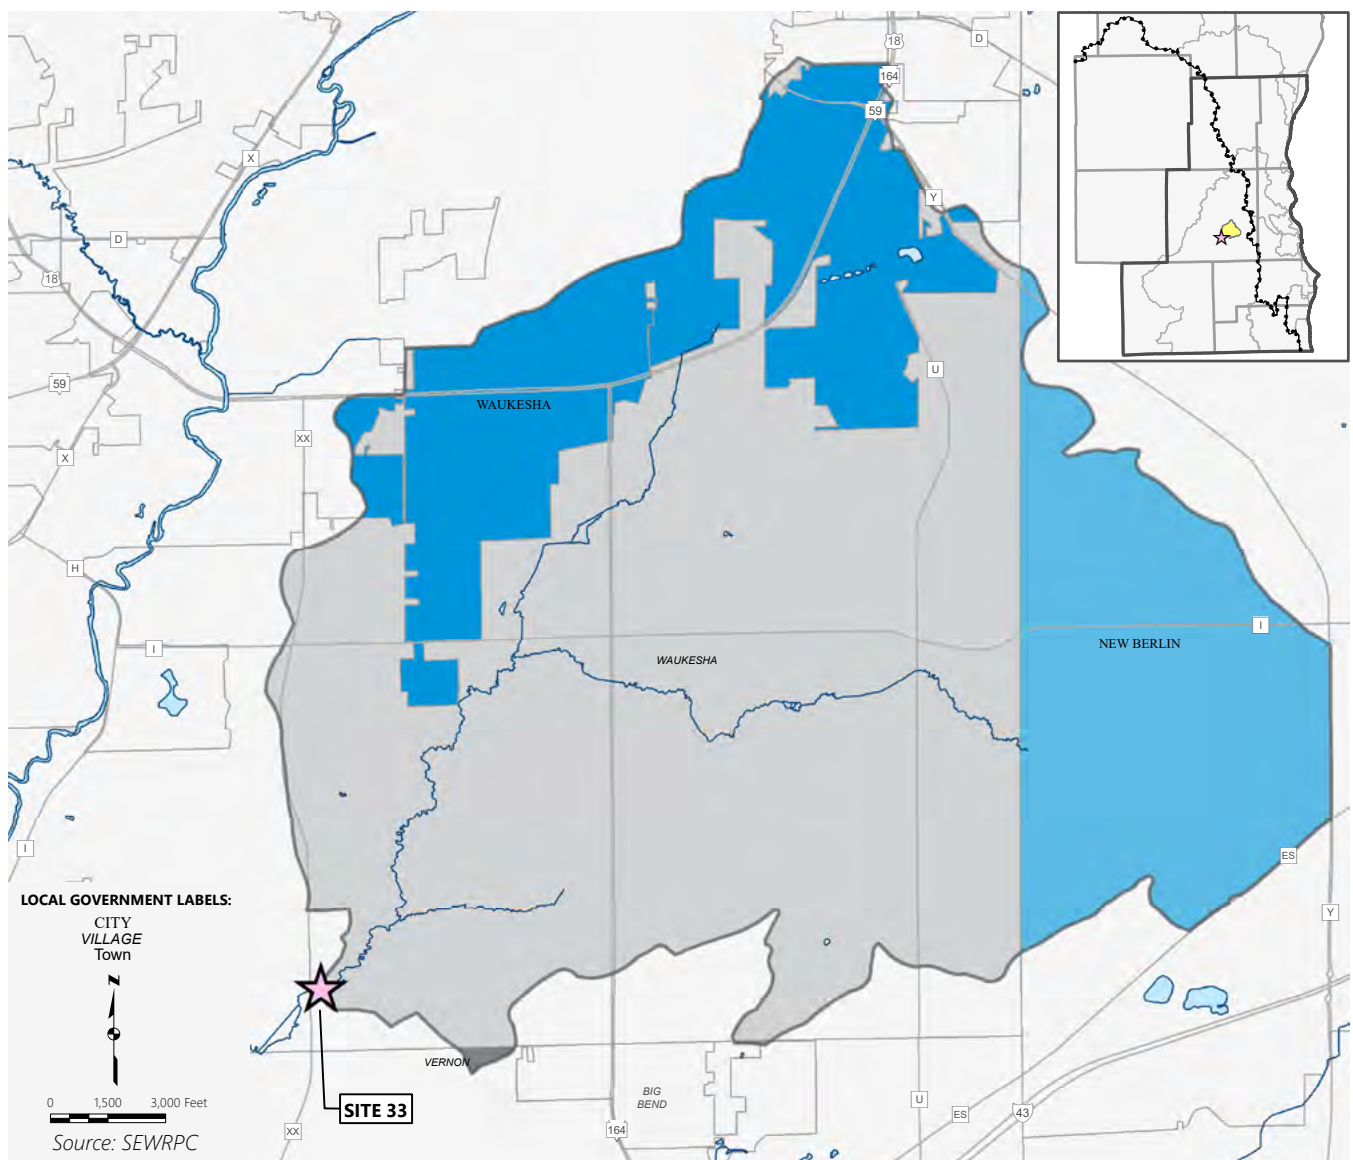 18
D
164
59
X
Y
D
18
U
59
WAUKESHA
XX
X
H
I
I
NEW BERLIN
WAUKESHA
I
ES
Y
LOCAL GOVERNMENT LABELS:
CITY
VILLAGE
Town
N
0 1,500 3,000 Feet
Source: SEWRPC
VERNON
BIG
BEND
SITE 33
XX
164
U
ES
43